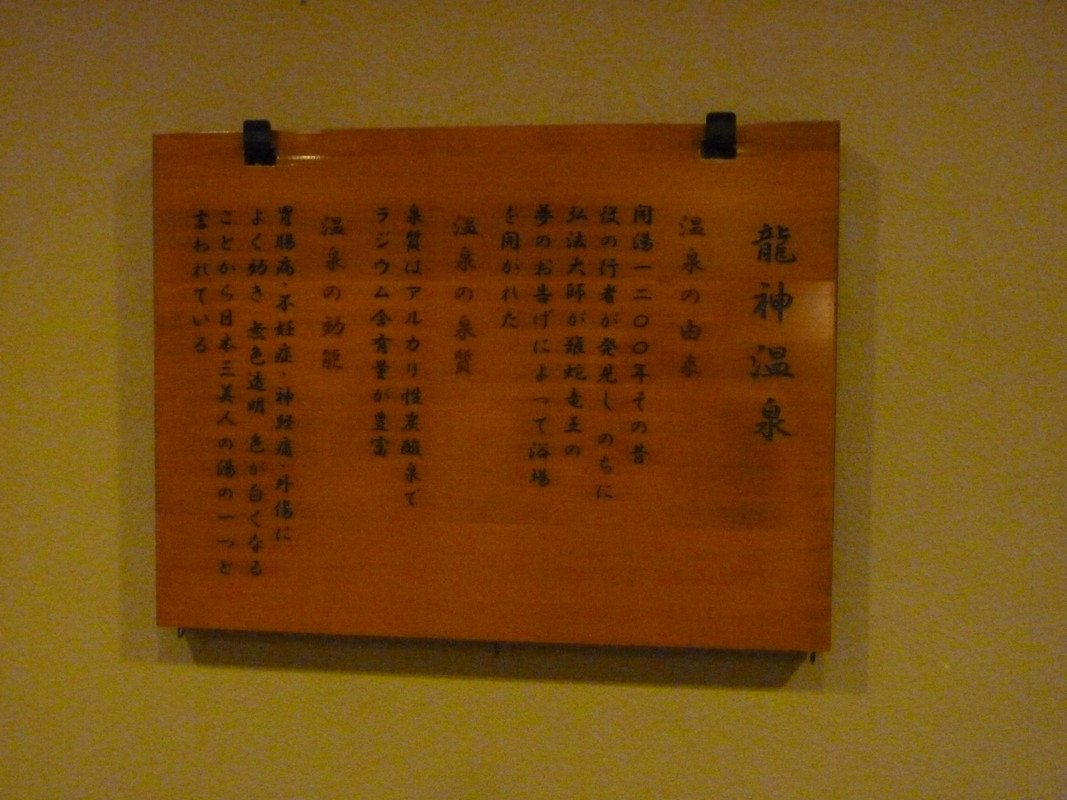 龍神温泉
温泉の由来
開湯一二〇〇年その昔
役の行者が発見し のちに
弘法大師が難蛇竜王の
夢のお告げによって浴場
を開かれた
温泉の泉質
泉質はアルカリ性炭酸泉で
ラジウム含有量が豊富
温泉の効能
胃腸病・不妊症・神経痛・外傷に
よく効き 無色透明 色が白くなる
ことから日本三美人の湯の一つと
言われている